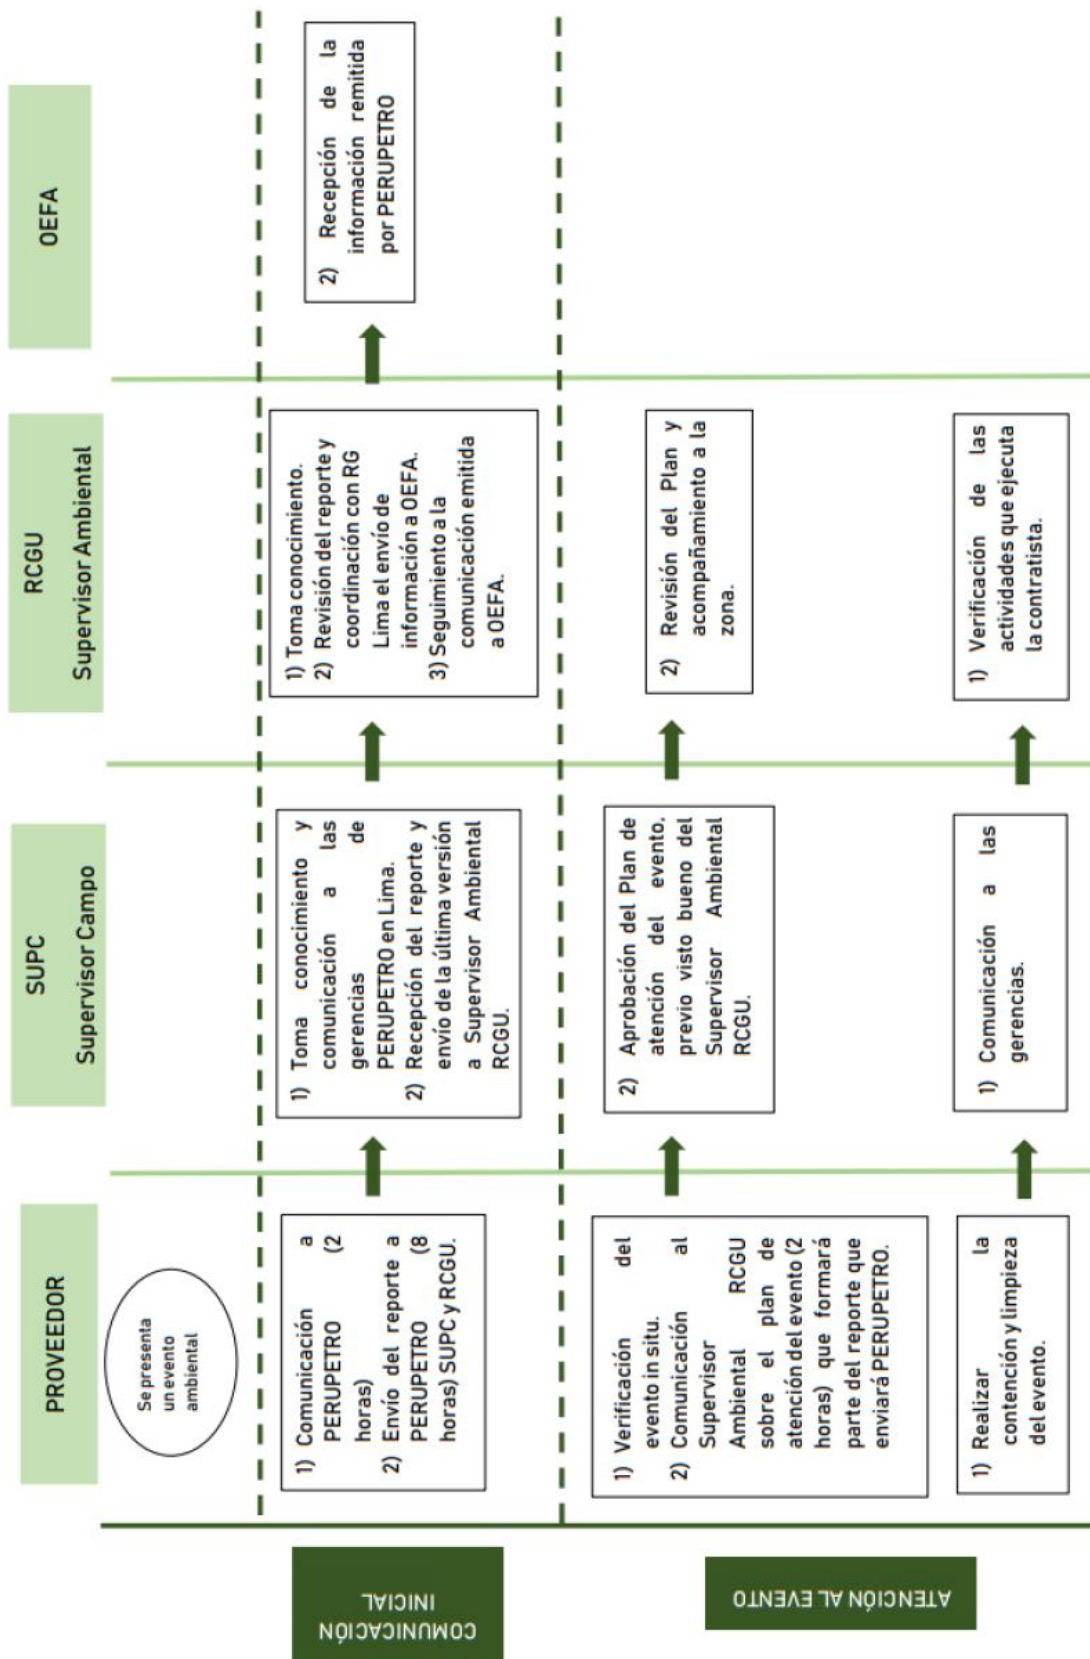 PROVEEDOR
SUPC
Supervisor Campo
RCGU
Supervisor Ambiental
OEFA
Se presenta
un evento
ambiental
COMUNICACIÓN
INICIAL
1) Comunicación a
PERUPETRO (2
horas)
2) Envío del reporte a
PERUPETRO (8
horas) SUPC y RCGU.
1) Toma conocimiento y
comunicación a las
gerencias de
PERUPETRO en Lima.
2) Recepción del reporte y
envío de la última versión
a Supervisor Ambiental
RCGU.
1) Toma conocimiento.
2) Revisión del reporte y
coordinación con RG
Lima el envío de
información a OEFA.
3) Seguimiento a la
comunicación emitida
a OEFA.
2) Recepción de la
información remitida
por PERUPETRO
ATENCIÓN AL EVENTO
1) Verificación del
evento in situ.
2) Comunicación al
Supervisor
Ambiental RCGU
sobre el plan de
atención del evento (2
horas) que formará
parte del reporte que
enviará PERUPETRO.
2) Aprobación del Plan de
atención del evento,
previo visto bueno del
Supervisor Ambiental
RCGU.
2) Revisión del Plan y
acompañamiento a la
zona.
1) Realizar la
contención y limpieza
del evento.
1) Comunicación a las
gerencias.
1) Verificación de las
actividades que ejecuta
la contratista.